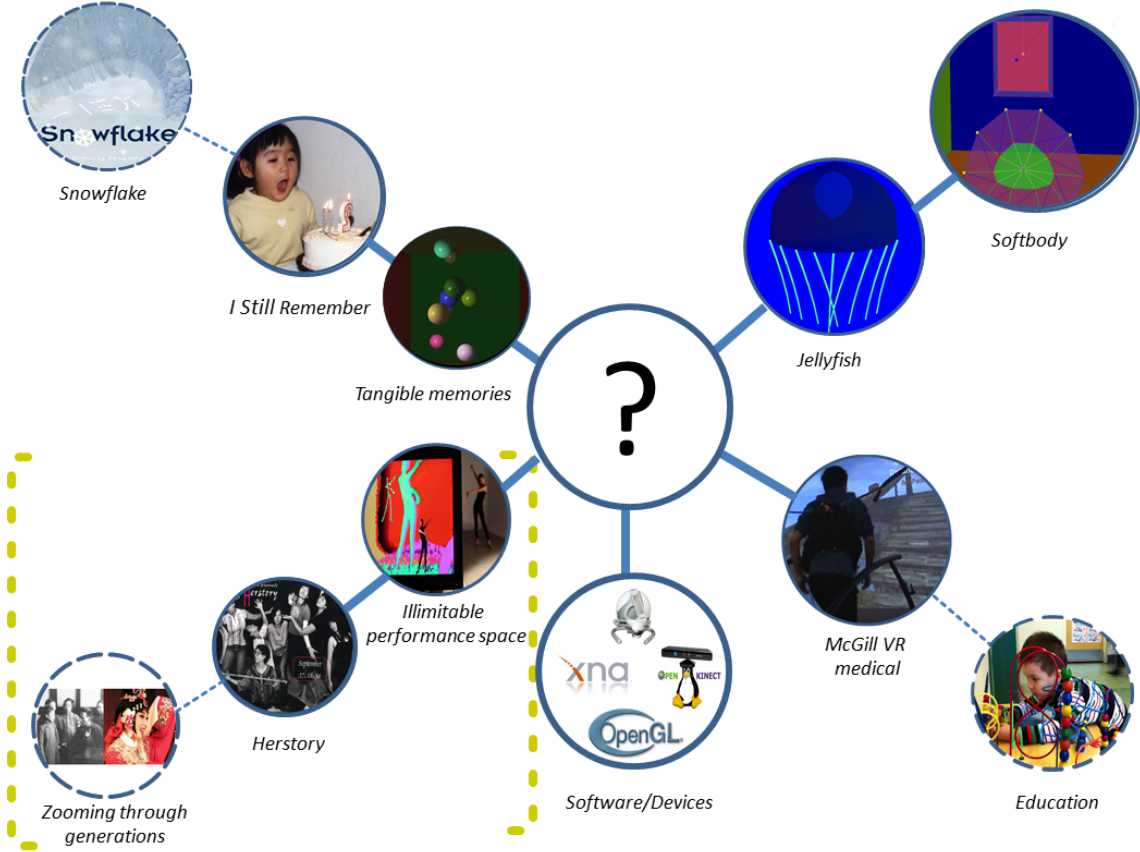 Snowflake
Snowflake
I Still Remember
Tangible memories
Softbody
Jellyfish
?
Herstory
September
Illimitable
performance space
McGill VR
medical
xna
OPEN KINECT
OpenGL
Herstory
Zooming through
generations
Software/Devices
Education